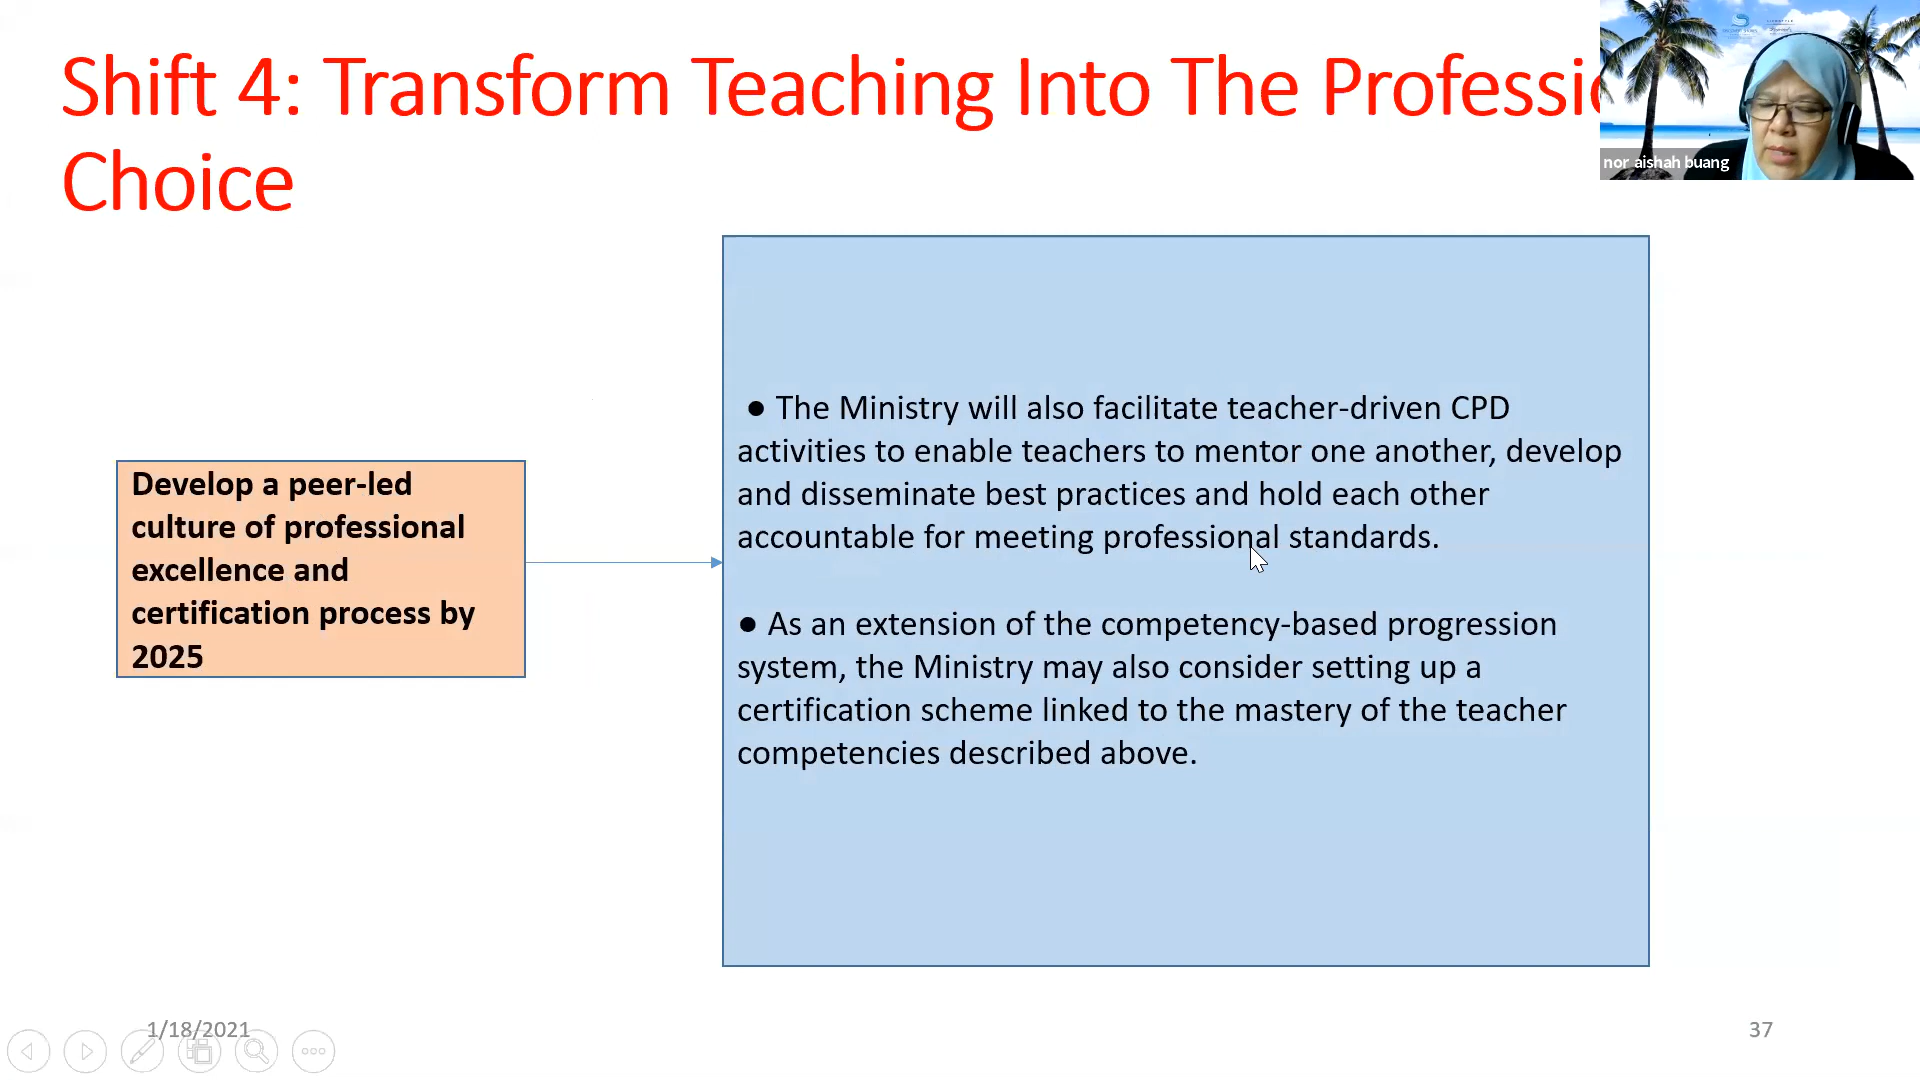 Shift 4: Transform Teaching Into The Professi
Choice
nor aishah buang
Develop a peer-led
culture of professional
excellence and
certification process by
2025
● The Ministry will also facilitate teacher-driven CPD
activities to enable teachers to mentor one another, develop
and disseminate best practices and hold each other
accountable for meeting professional standards.
● As an extension of the competency-based progression
system, the Ministry may also consider setting up a
certification scheme linked to the mastery of the teacher
competencies described above.
1/18/2021
37